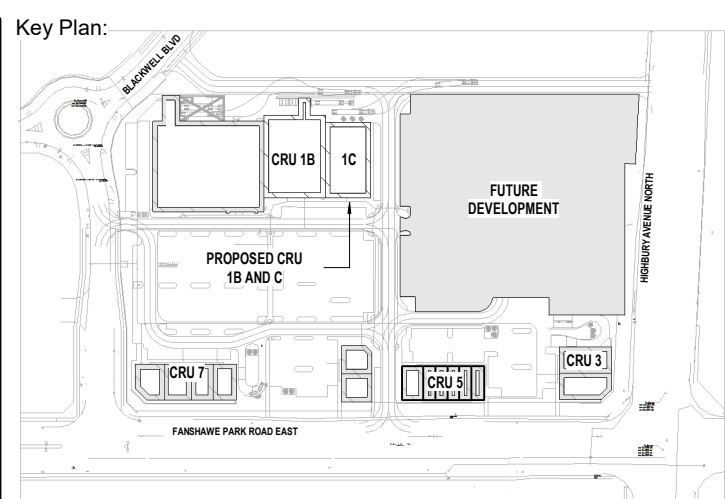 Key Plan:
BLACKWELL BLVD
CRU 1B
1C
FUTURE
DEVELOPMENT
HIGHBURY AVENUE NORTH
PROPOSED CRU
1B AND C
CRU 7
CRU 5
CRU 3
FANSHAWE PARK ROAD EAST